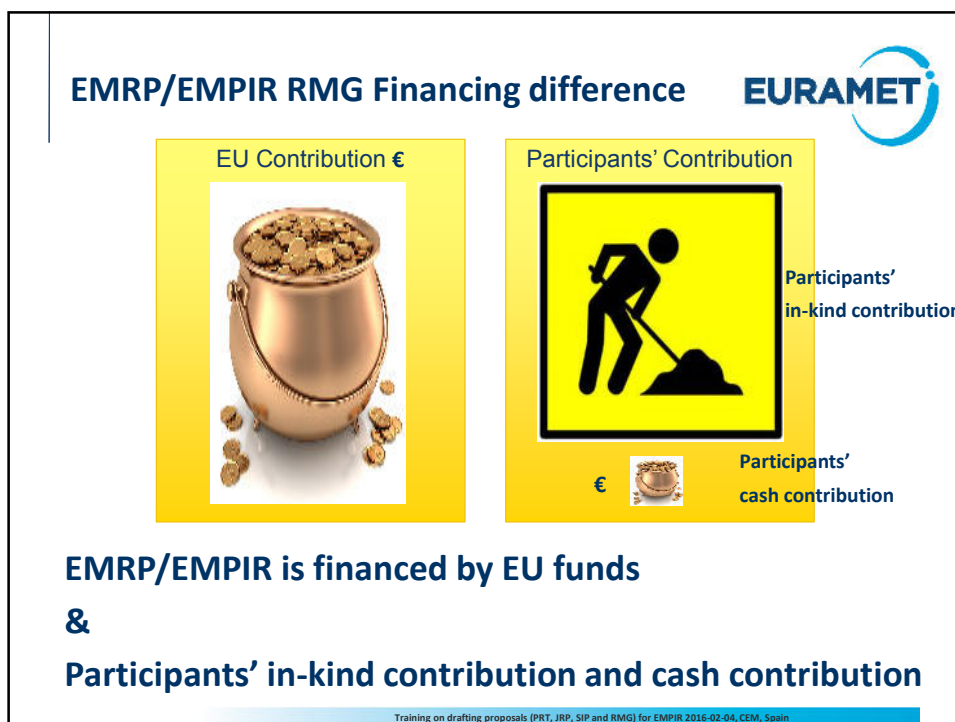 EMRP/EMPIR RMG Financing difference
EURAMET
EU Contribution €
Participants' Contribution
Participants'
in-kind contribution
€
Participants'
cash contribution
EMRP/EMPIR is financed by EU funds
&
Participants' in-kind contribution and cash contribution
Training on drafting proposals (PRT, JRP, SIP and RMG) for EMPIR 2016-02-04, CEM, Spain